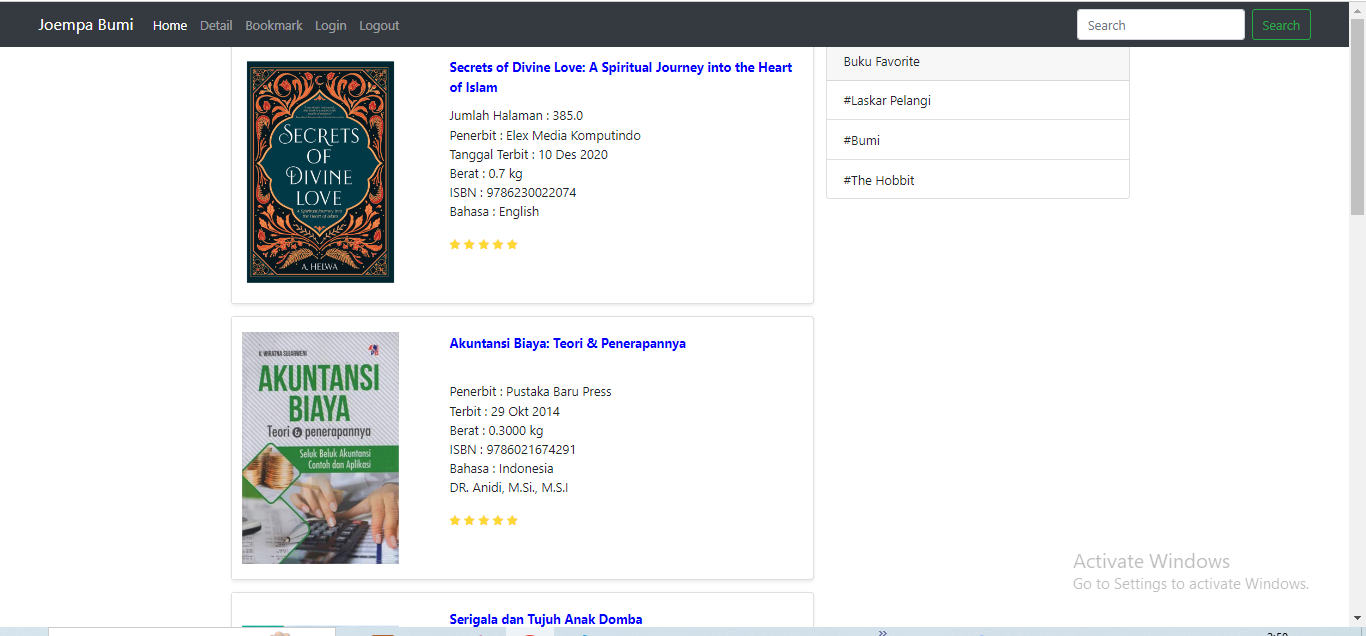 Joempa Bumi Home Detail Bookmark Login Logout Search Search
SECRETS
OF
DIVINE
LOVE
A. HELWA
Secrets of Divine Love: A Spiritual Journey into the Heart
of Islam
Jumlah Halaman : 385.0
Penerbit : Elex Media Komputindo
Tanggal Terbit : 10 Des 2020
Berat : 0.7 kg
ISBN : 9786230022074
Bahasa : English
Buku Favorite
#Laskar Pelangi
#Bumi
#The Hobbit
V. WIRATNA SUJARWENI
AKUNTANSI
BIAYA
Teori & penerapannya
Seluk Beluk Akuntansi
Contoh dan Aplikasi
Akuntansi Biaya: Teori & Penerapannya
Penerbit : Pustaka Baru Press
Terbit : 29 Okt 2014
Berat : 0.3000 kg
ISBN : 9786021674291
Bahasa : Indonesia
DR. Anidi, M.Si., M.S.I
Serigala dan Tujuh Anak Domba
Activate Windows
Go to Settings to activate Windows.